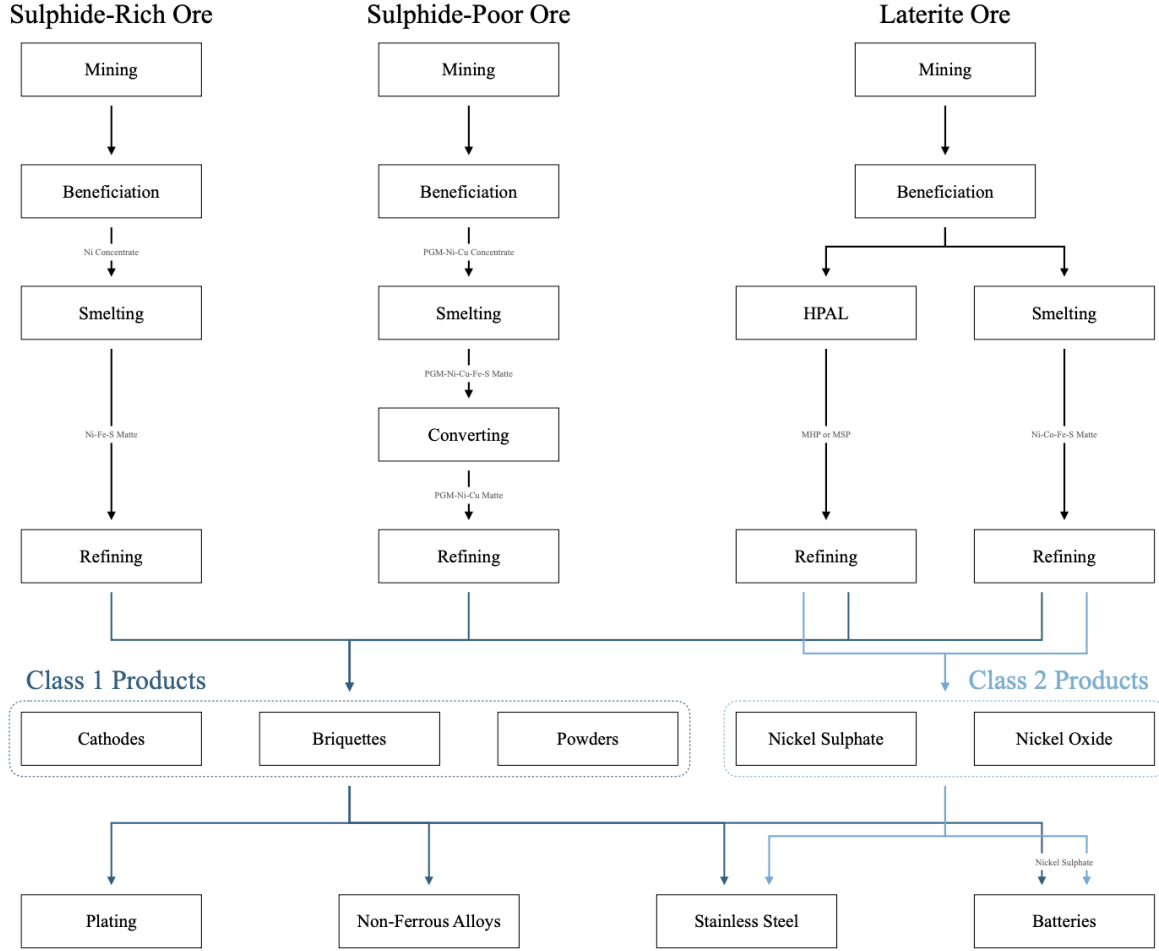 Sulphide-Rich Ore
Sulphide-Poor Ore
Laterite Ore
Mining
Mining
Mining
Beneficiation
Beneficiation
Beneficiation
Ni Concentrate
PGM-Ni-Cu Concentrate
Smelting
Smelting
HPAL
Smelting
PGM-Ni-Cu-Fe-S Matte
Ni-Fe-S Matte
Converting
MHP or MSP
Ni-Co-Fe-S Matte
PGM-Ni-Cu Matte
Refining
Refining
Refining
Refining
Class 1 Products
Class 2 Products
Cathodes
Briquettes
Powders
Nickel Sulphate
Nickel Oxide
Nickel Sulphate
Plating
Non-Ferrous Alloys
Stainless Steel
Batteries